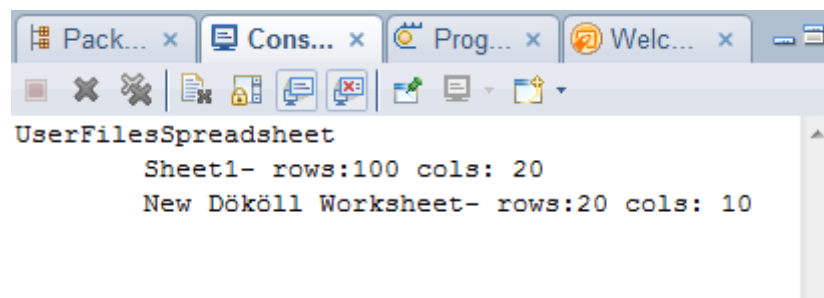 Pack... Cons... Prog... Welc...
UserFilesSpreadsheet
Sheet1- rows:100 cols: 20
New Dököll Worksheet- rows:20 cols: 10